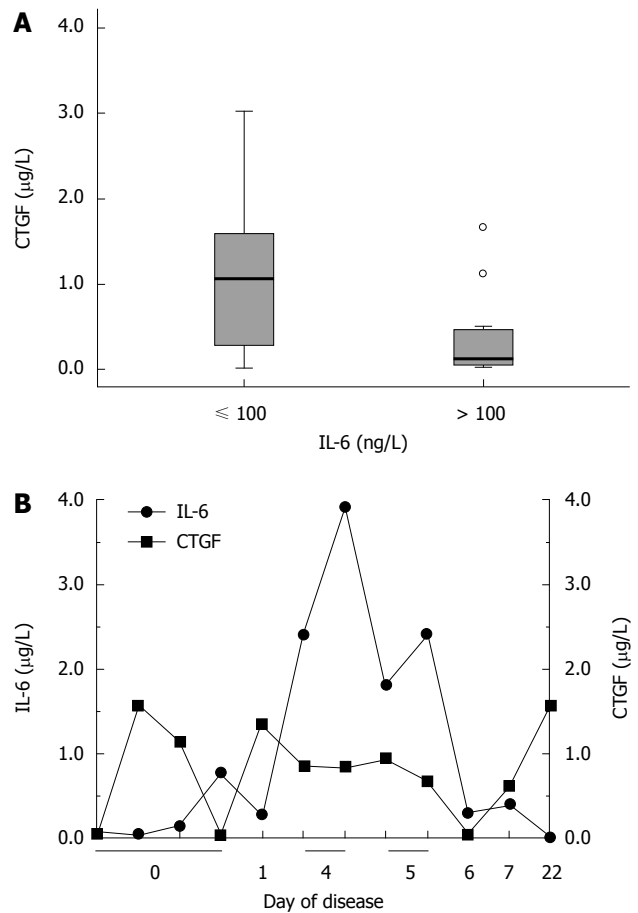 A
4.0
3.0
2.0
1.0
0.0
CTGF (μg/L)
⩽ 100
> 100
IL-6 (ng/L)
B
IL-6
CTGF
4.0
3.0
2.0
1.0
0.0
IL-6 (μg/L)
4.0
3.0
2.0
1.0
0.0
CTGF (μg/L)
0 1 4 5 6 7 22
Day of disease